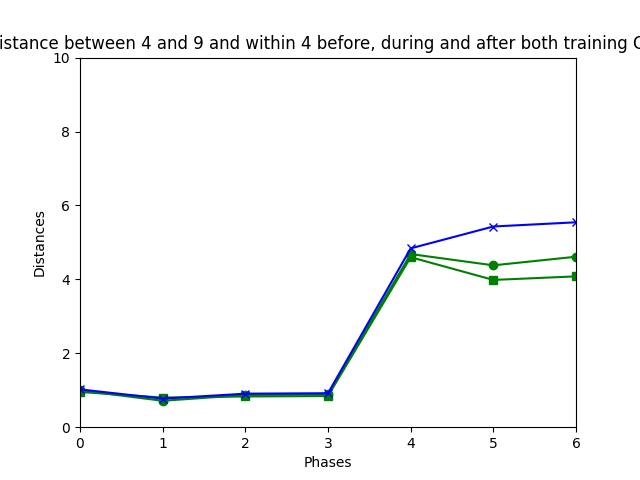 istance between 4 and 9 and within 4 before, during and after both training
10
8
6
4
2
0
Distances
0 1 2 3 4 5 6
Phases